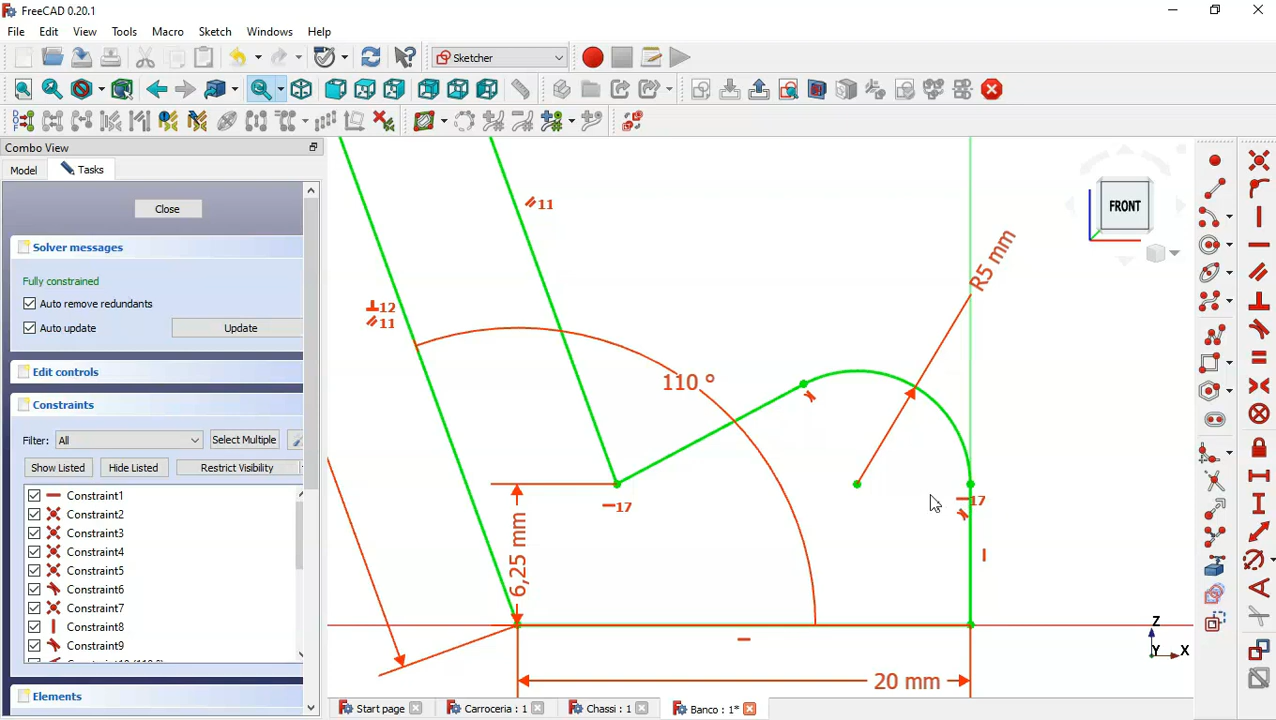 FreeCAD 0.20.1
File Edit View Tools Macro Sketch Windows Help
Sketcher
Combo View
Model Tasks
Close
Solver messages
Fully constrained
Auto remove redundants
Auto update Update
Edit controls
Constraints
Filter: All Select Multiple
Show Listed Hide Listed Restrict Visibility
Constraint1
Constraint2
Constraint3
Constraint4
Constraint5
Constraint6
Constraint7
Constraint8
Constraint9
Elements
11
12
11
110 °
R5 mm
17
17
6,25 mm
20 mm
FRONT
Z
Y X
Start page Carroceria : 1 Chassi : 1 Banco : 1*